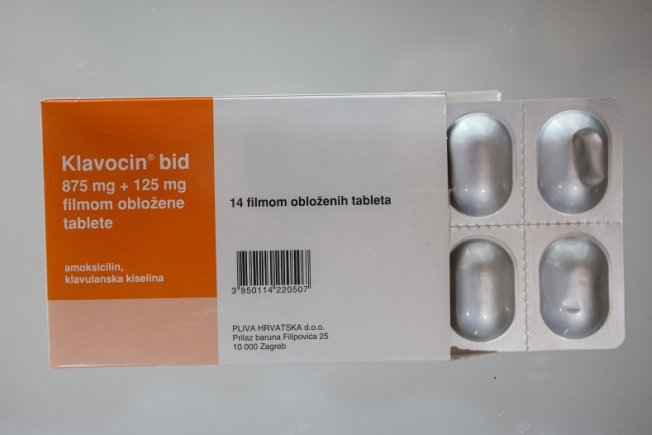 Klavocin® bid
875 mg + 125 mg
filmom obložene
tablete
amoksicilin,
klavulanska kiselina
14 filmom obloženih tableta
3 850114 220507
PLIVA HRVATSKA d.o.o.
Prilaz baruna Filipovića 25
10 000 Zagreb